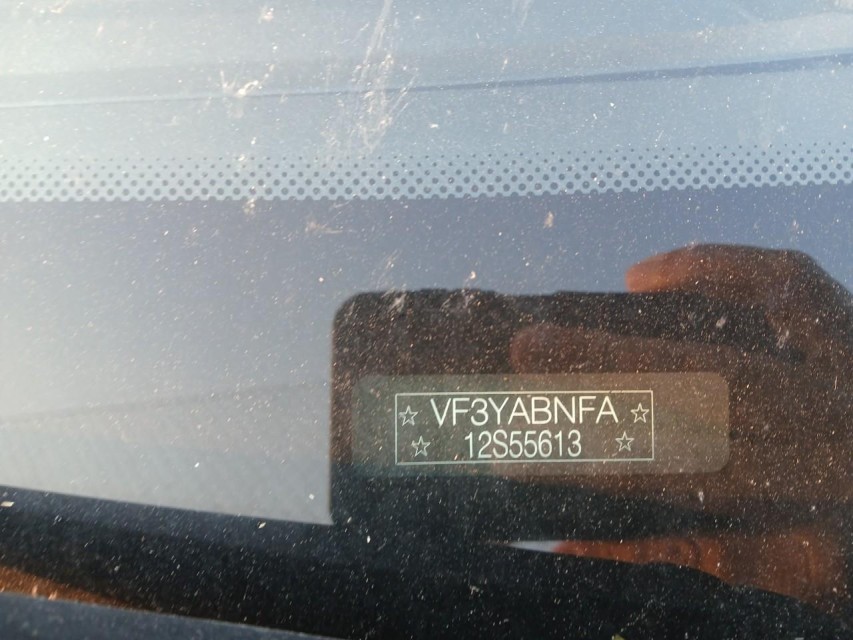 ☆ VF3YABNFA ☆
☆ 12S55613 ☆